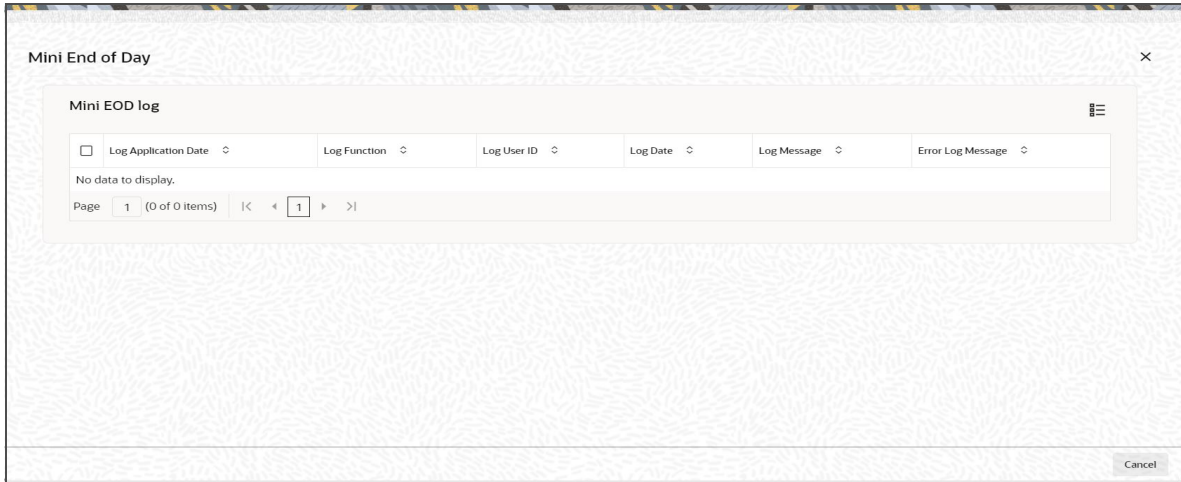 Mini End of Day
Mini EOD log
Log Application Date Log Function Log User ID Log Date Log Message Error Log Message
No data to display.
Page 1 (0 of 0 items) 1
Cancel